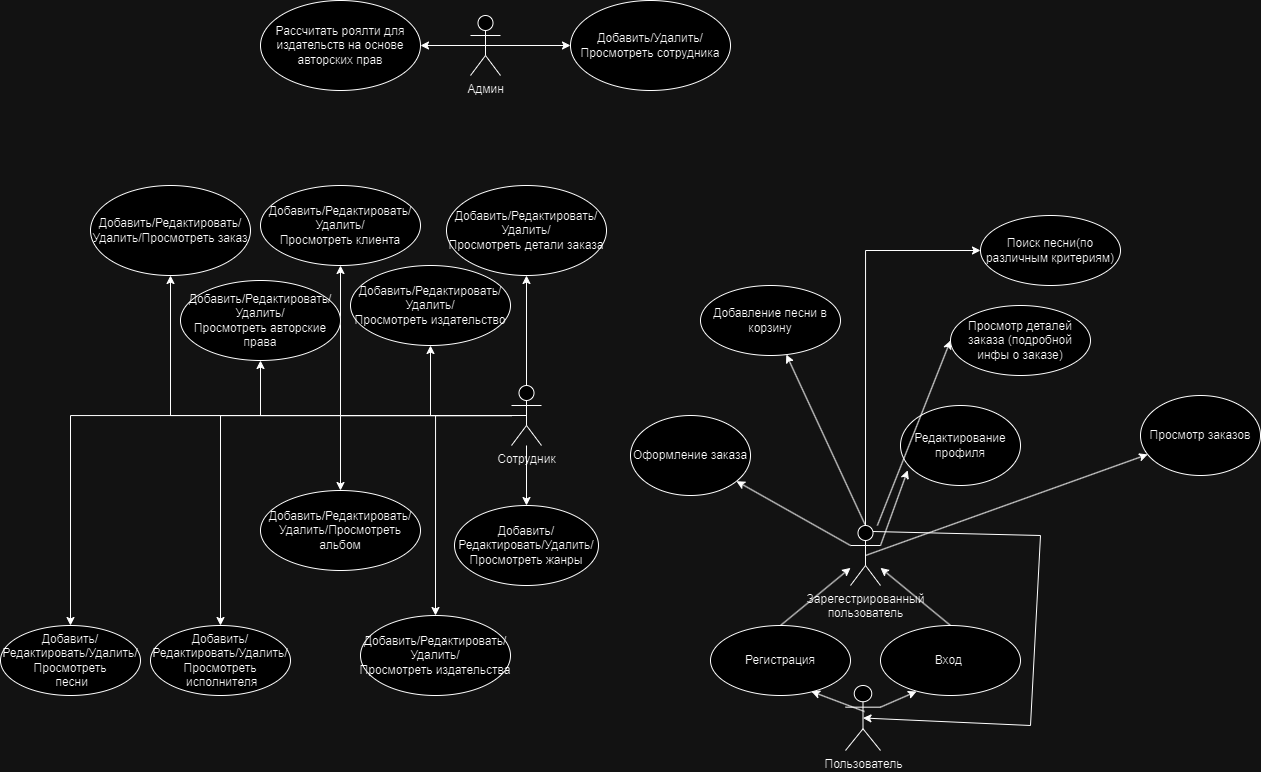 Рассчитать роялти для
издательств на основе
авторских прав
Добавить/Удалить/
Просмотреть сотрудника
Админ
Добавить/Редактировать/
Удалить/Просмотреть заказ
Добавить/Редактировать/
Удалить/
Просмотреть клиента
Добавить/Редактировать/
Удалить/
Просмотреть детали заказа
Добавить/Редактировать/
Удалить/
Просмотреть авторские
права
Добавить/Редактировать/
Удалить/
Просмотреть издательство
Сотрудник
Добавить/Редактировать/
Удалить/Просмотреть
альбом
Добавить/
Редактировать/Удалить/
Просмотреть жанры
Добавить/
Редактировать/Удалить/
Просмотреть
песни
Добавить/
Редактировать/Удалить/
Просмотреть
исполнителя
Добавить/Редактировать/
Удалить/
Просмотреть издательства
Поиск песни(по
различным критериям)
Добавление песни в
корзину
Просмотр деталей
заказа (подробной
инфы о заказе)
Редактирование
профиля
Просмотр заказов
Оформление заказа
Зарегестрированный
пользователь
Регистрация
Вход
Пользователь